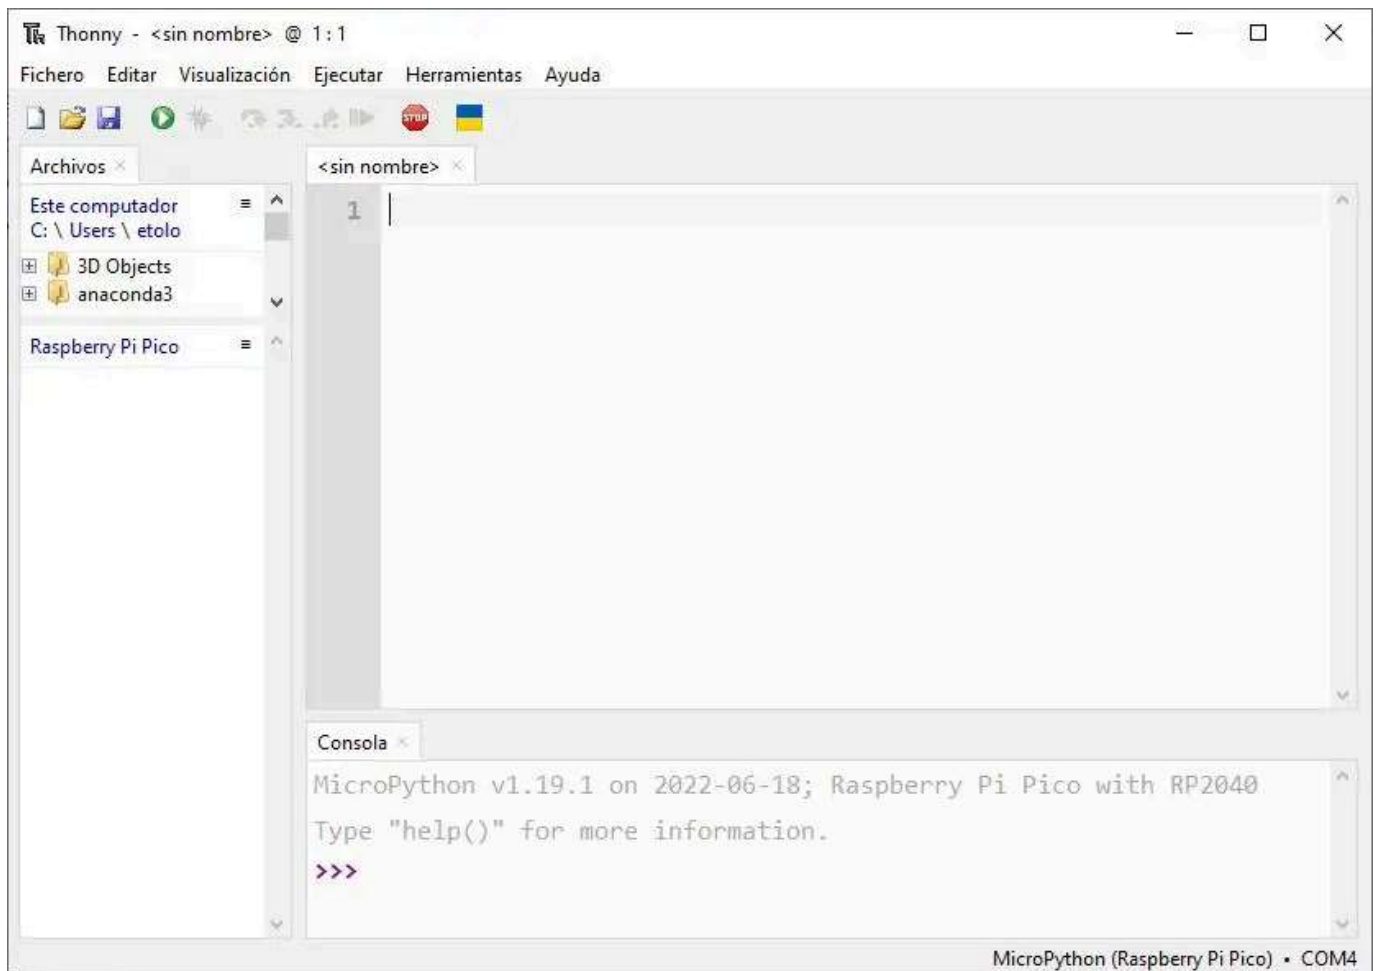 Thonny - <sin nombre> @ 1:1
Fichero Editar Visualización Ejecutar Herramientas Ayuda
STOP
Archivos
Este computador
C: \ Users \ etolo
3D Objects
anaconda3
Raspberry Pi Pico
<sin nombre>
1
Consola
MicroPython v1.19.1 on 2022-06-18; Raspberry Pi Pico with RP2040
Type "help()" for more information.
>>>
MicroPython (Raspberry Pi Pico) • COM4